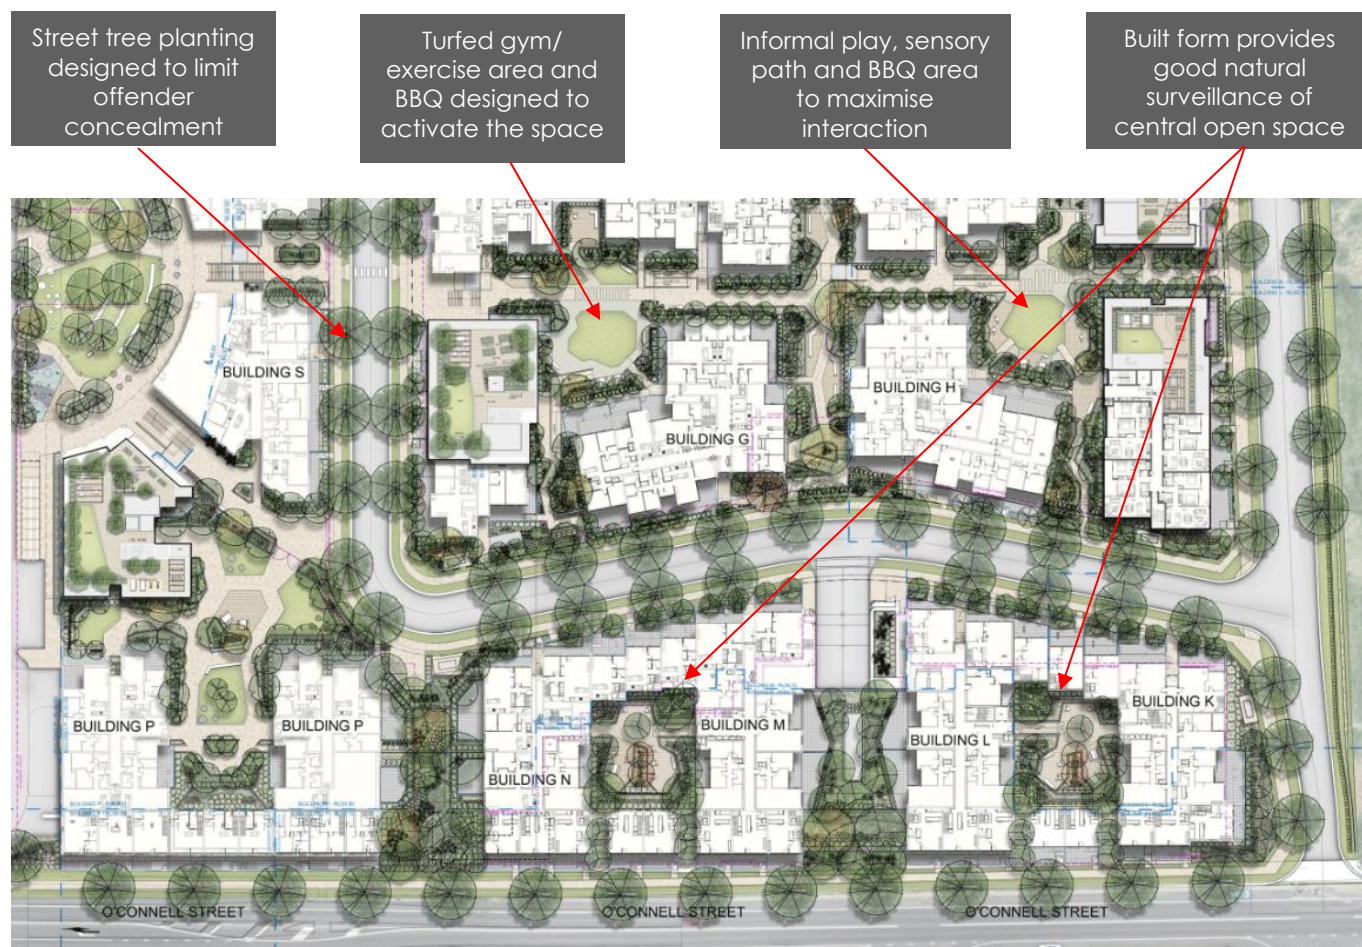 Street tree planting
designed to limit
offender
concealment
Turfed gym/
exercise area and
BBQ designed to
activate the space
Informal play, sensory
path and BBQ area
to maximise
interaction
Built form provides
good natural
surveillance of
central open space
BUILDING S
BUILDING H
BUILDING G
BUILDING P
BUILDING P
BUILDING M
BUILDING K
BUILDING L
BUILDING N
O'CONNELL STREET
O'CONNELL STREET
O'CONNELL STREET